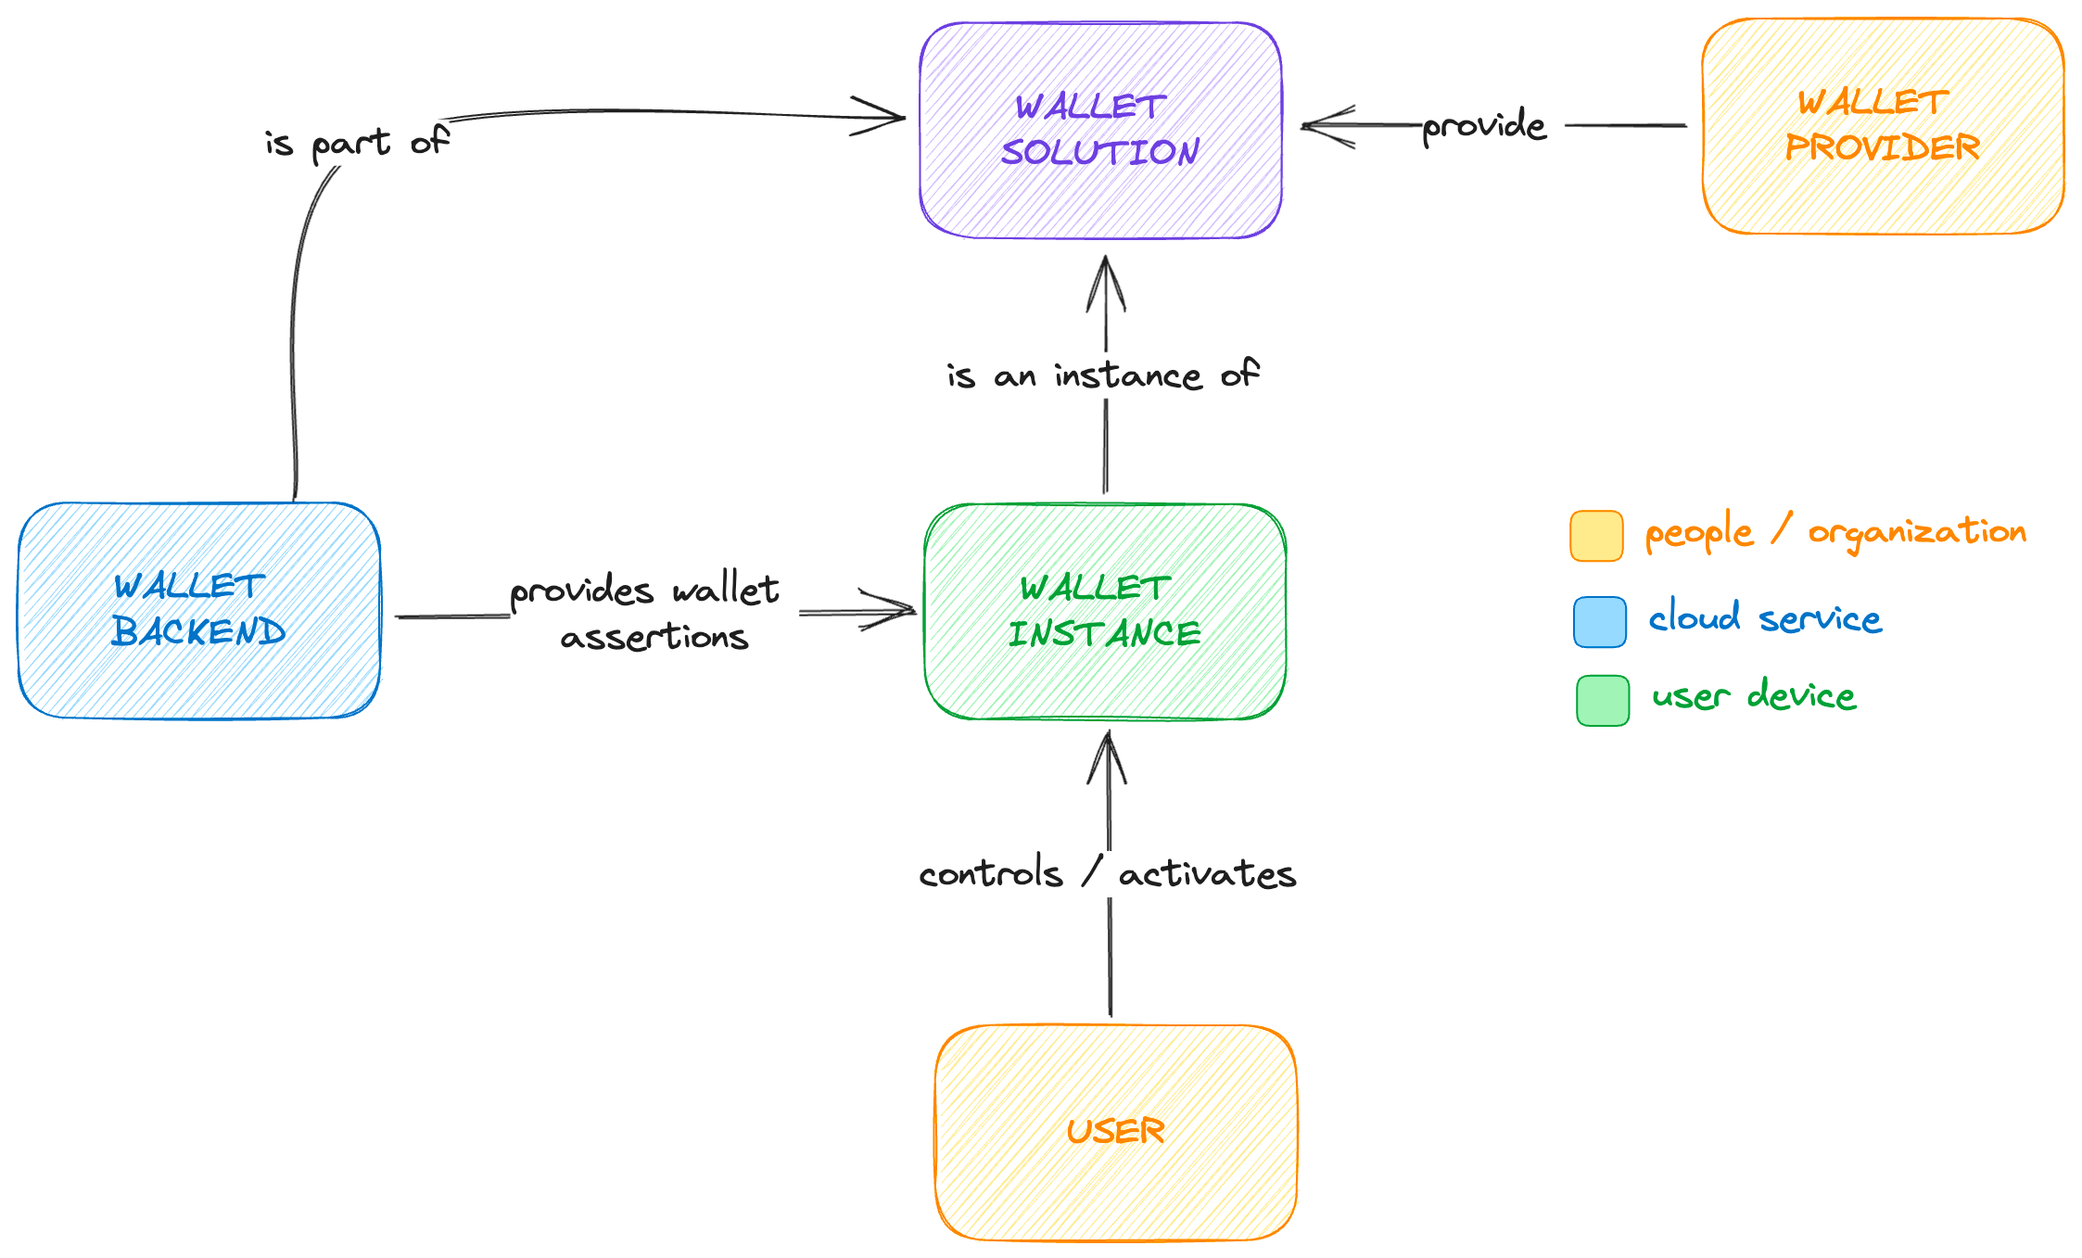 WALLET
SOLUTION
WALLET
PROVIDER
is part of
provide
is an instance of
WALLET
BACKEND
provides wallet
assertions
WALLET
INSTANCE
people / organization
cloud service
user device
controls / activates
USER